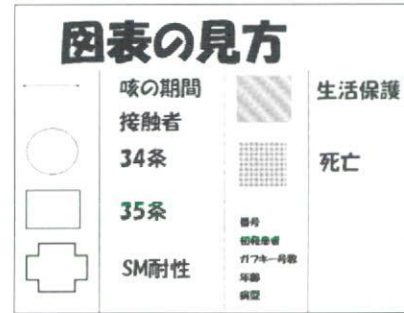 図表の見方
咳の期間
接触者
34条
35条
SM耐性
生活保護
死亡
番号
初発患者
ガフキー号数
年齢
病型